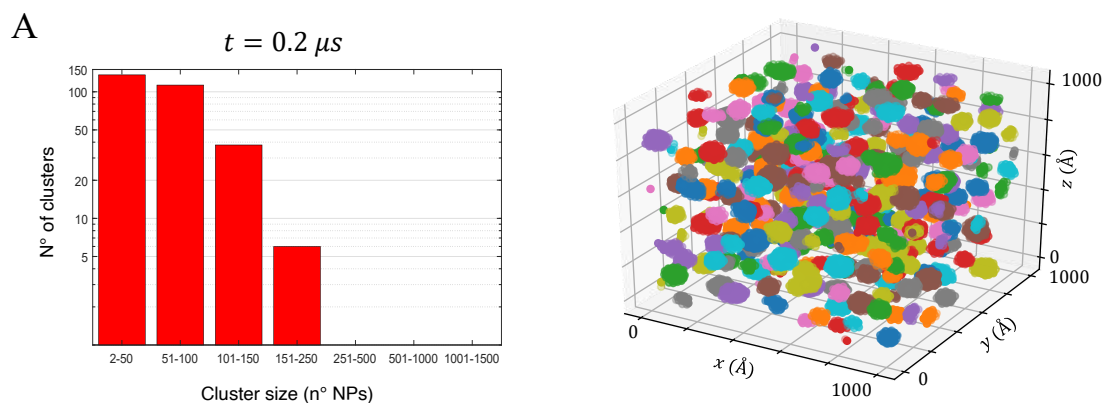 A
t = 0.2 μs
150
100
50
20
10
5
N° of clusters
2-50 51-100 101-150 151-250 251-500 501-1000 1001-1500
Cluster size (n° NPs)
1000
z (Å)
0
1000
y (Å)
0
0
x (Å)
1000